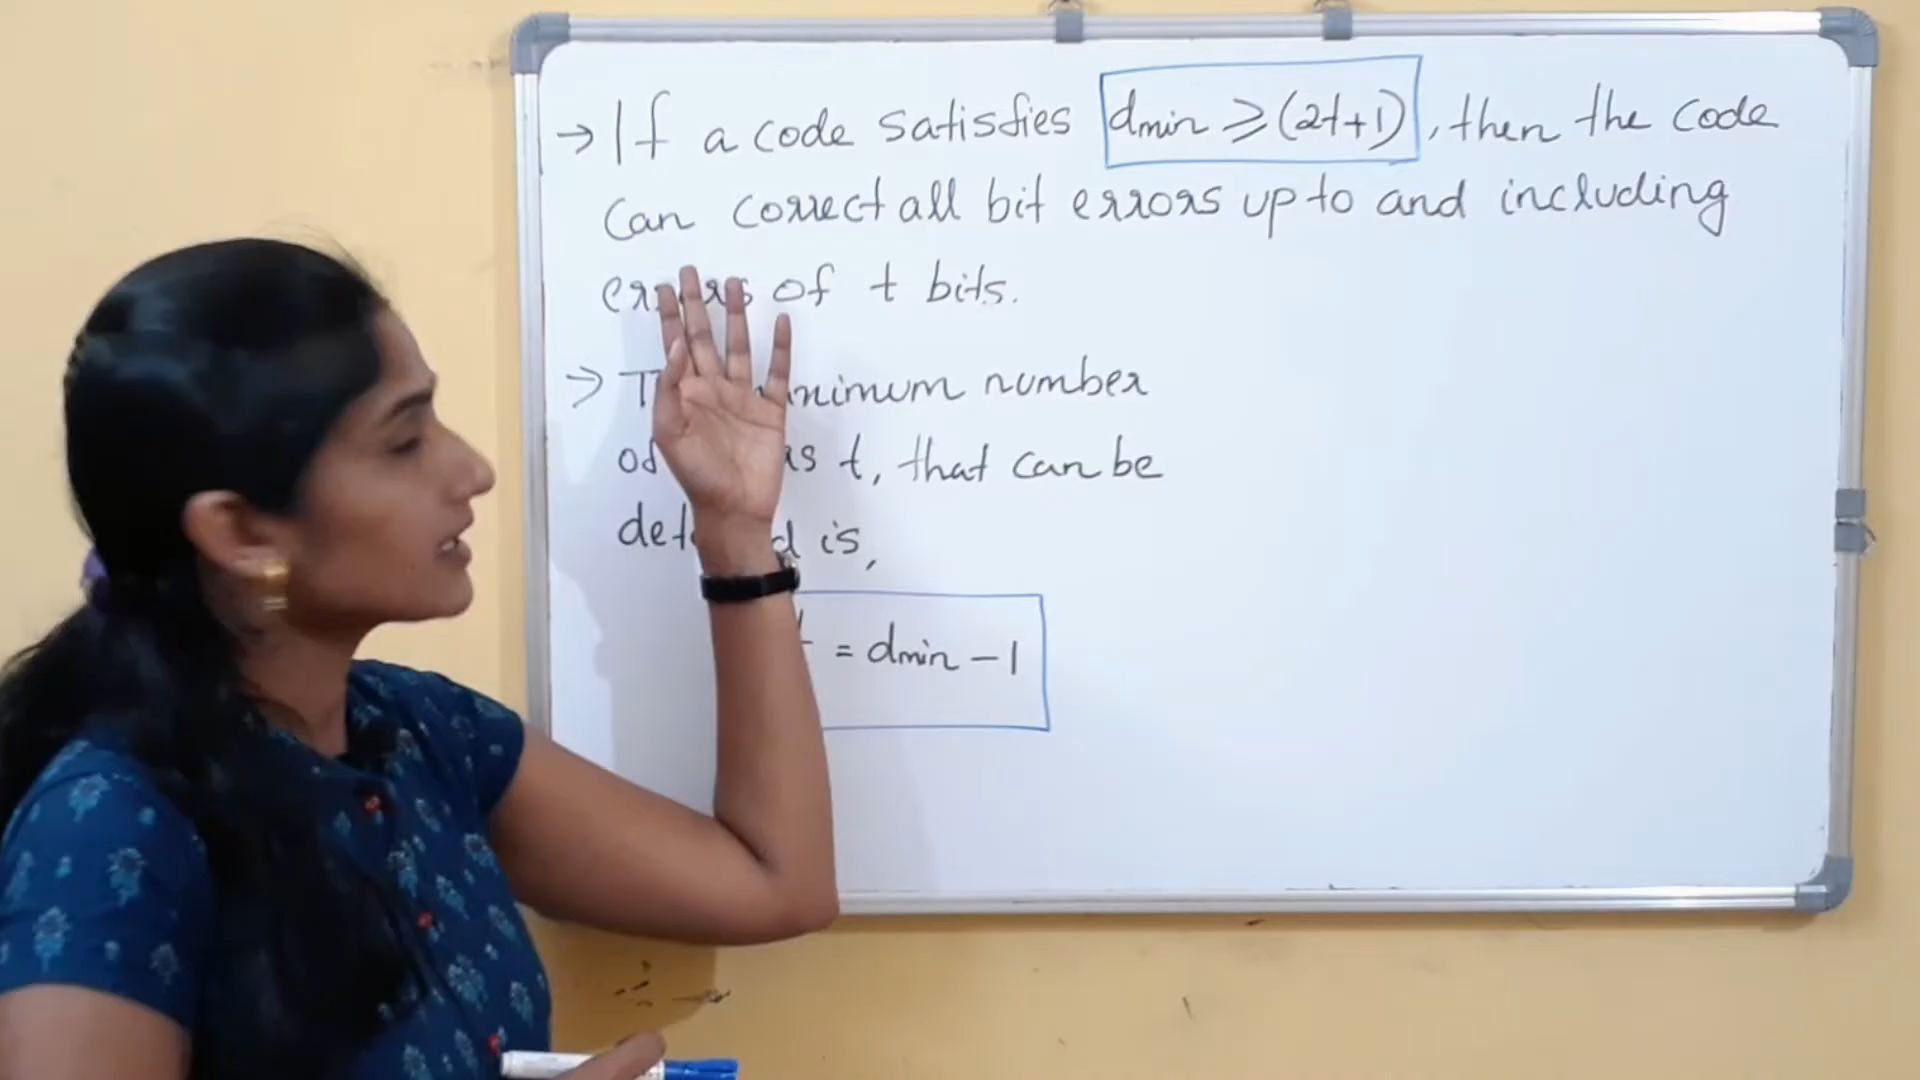 → If a code satisfies dmin ⩾ (2t+1), then the code
can correct all bit errors up to and including
errors of t bits.
→ number
t, that can be
is,
= dmin - 1